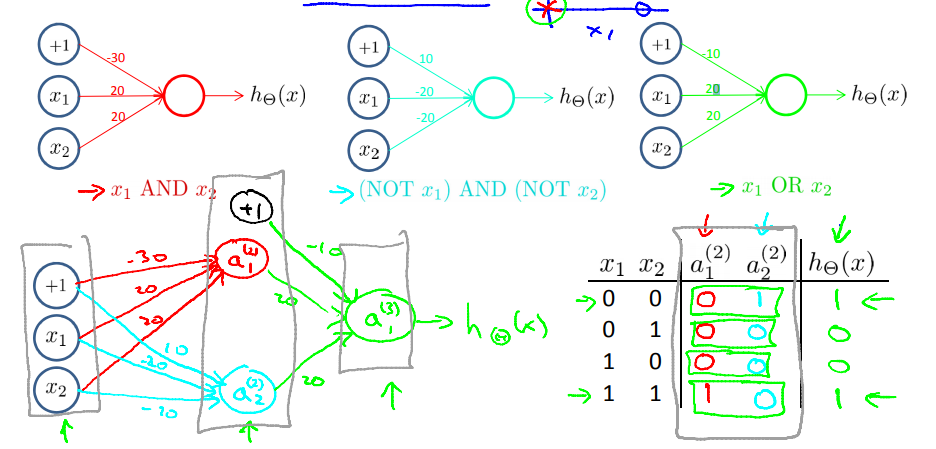 x₁
+1 -30 x₁ 20 x₂ 20 hΘ(x)
+1 10 x₁ -20 x₂ -20 hΘ(x)
+1 -10 x₁ 20 x₂ 20 hΘ(x)
→ x₁ AND x₂
→ (NOT x₁) AND (NOT x₂)
→ x₁ OR x₂
+1
+1 -30 a₁⁽²⁾ -10
x₁ 20 20 20 a₁⁽³⁾ → hΘ(x)
10 -20
x₂ -20 a₂⁽²⁾ 20
x₁ x₂ a₁⁽²⁾ a₂⁽²⁾ hΘ(x)
→ 0 0 0 1 1 ←
0 1 0 0 0
1 0 0 0 0
→ 1 1 1 0 1 ←